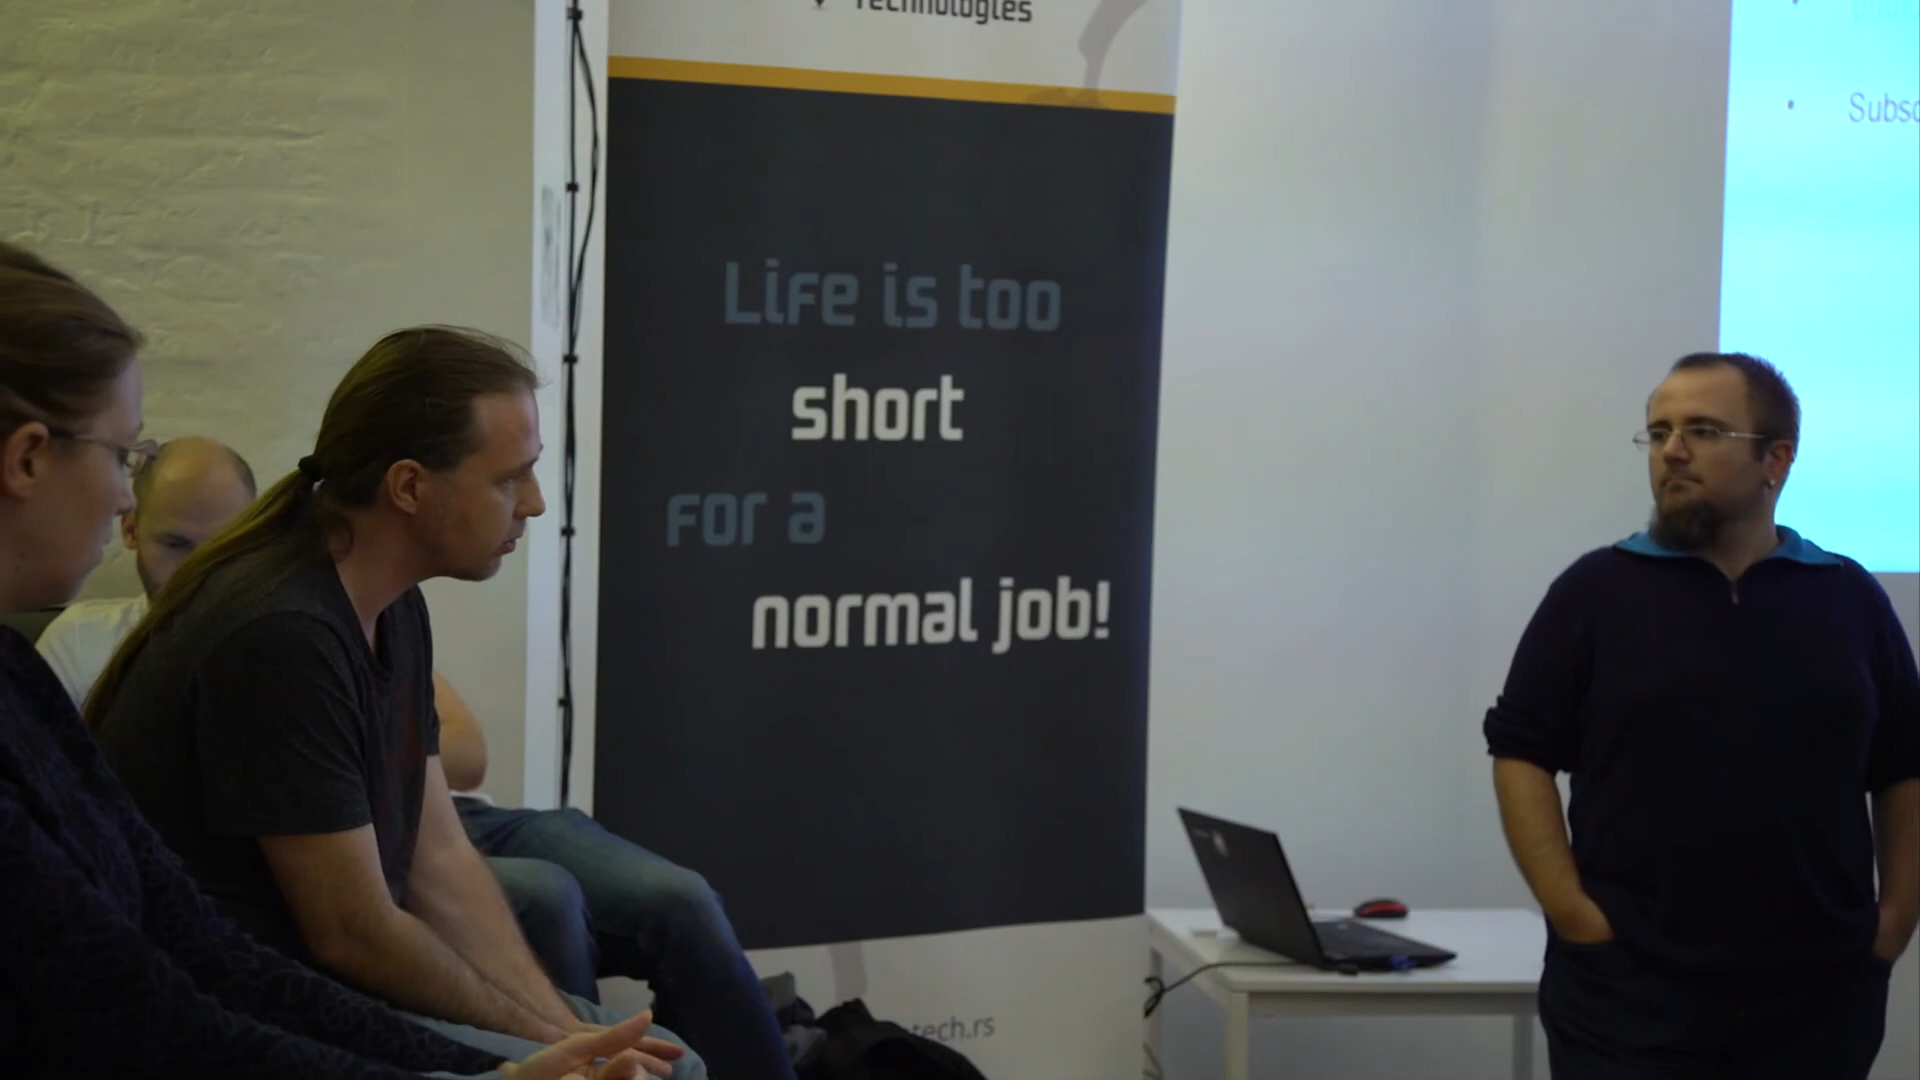 Technologies
Life is too
short
for a
normal job!
tech.rs
Subsc